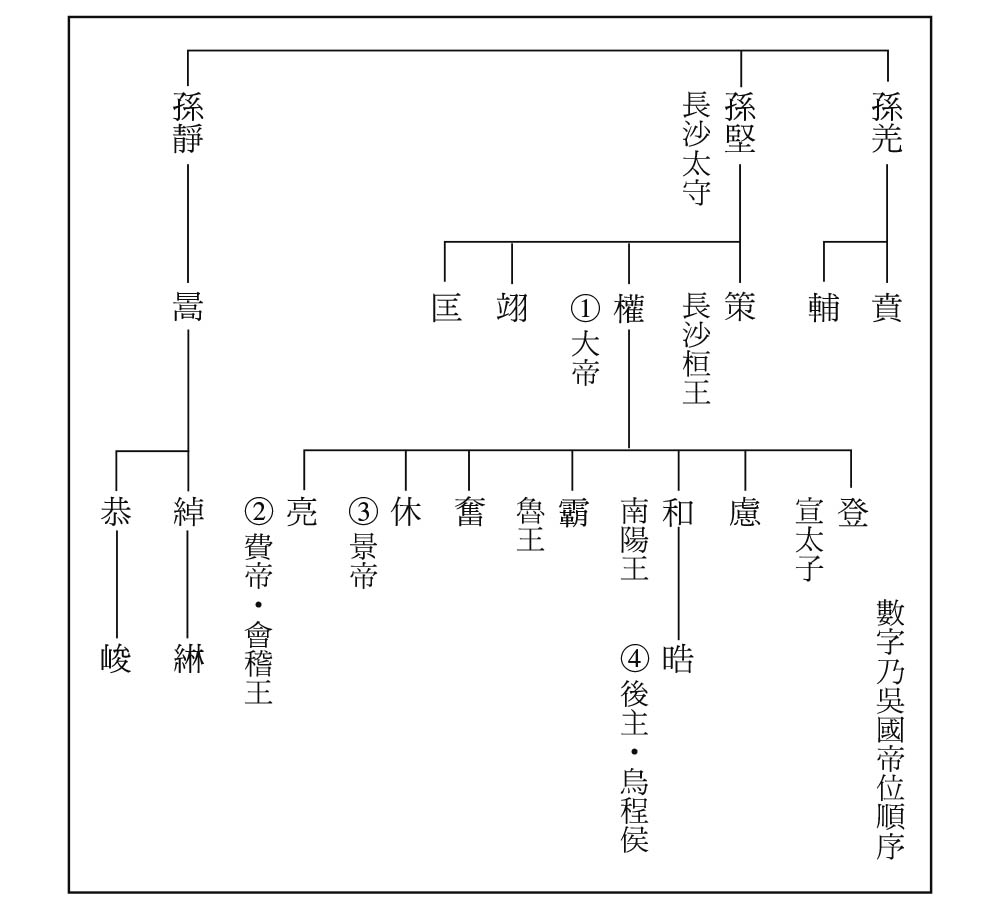 孫羌
孫堅
長沙太守
孫靜
賁
輔
策
長沙桓王
權
①大帝
翊
匡
暠
登
宣太子
慮
和
南陽王
霸
魯王
奮
休
③景帝
亮
②費帝・會稽王
綽
恭
晧
④後主・烏程侯
綝
峻
數字乃吳國帝位順序